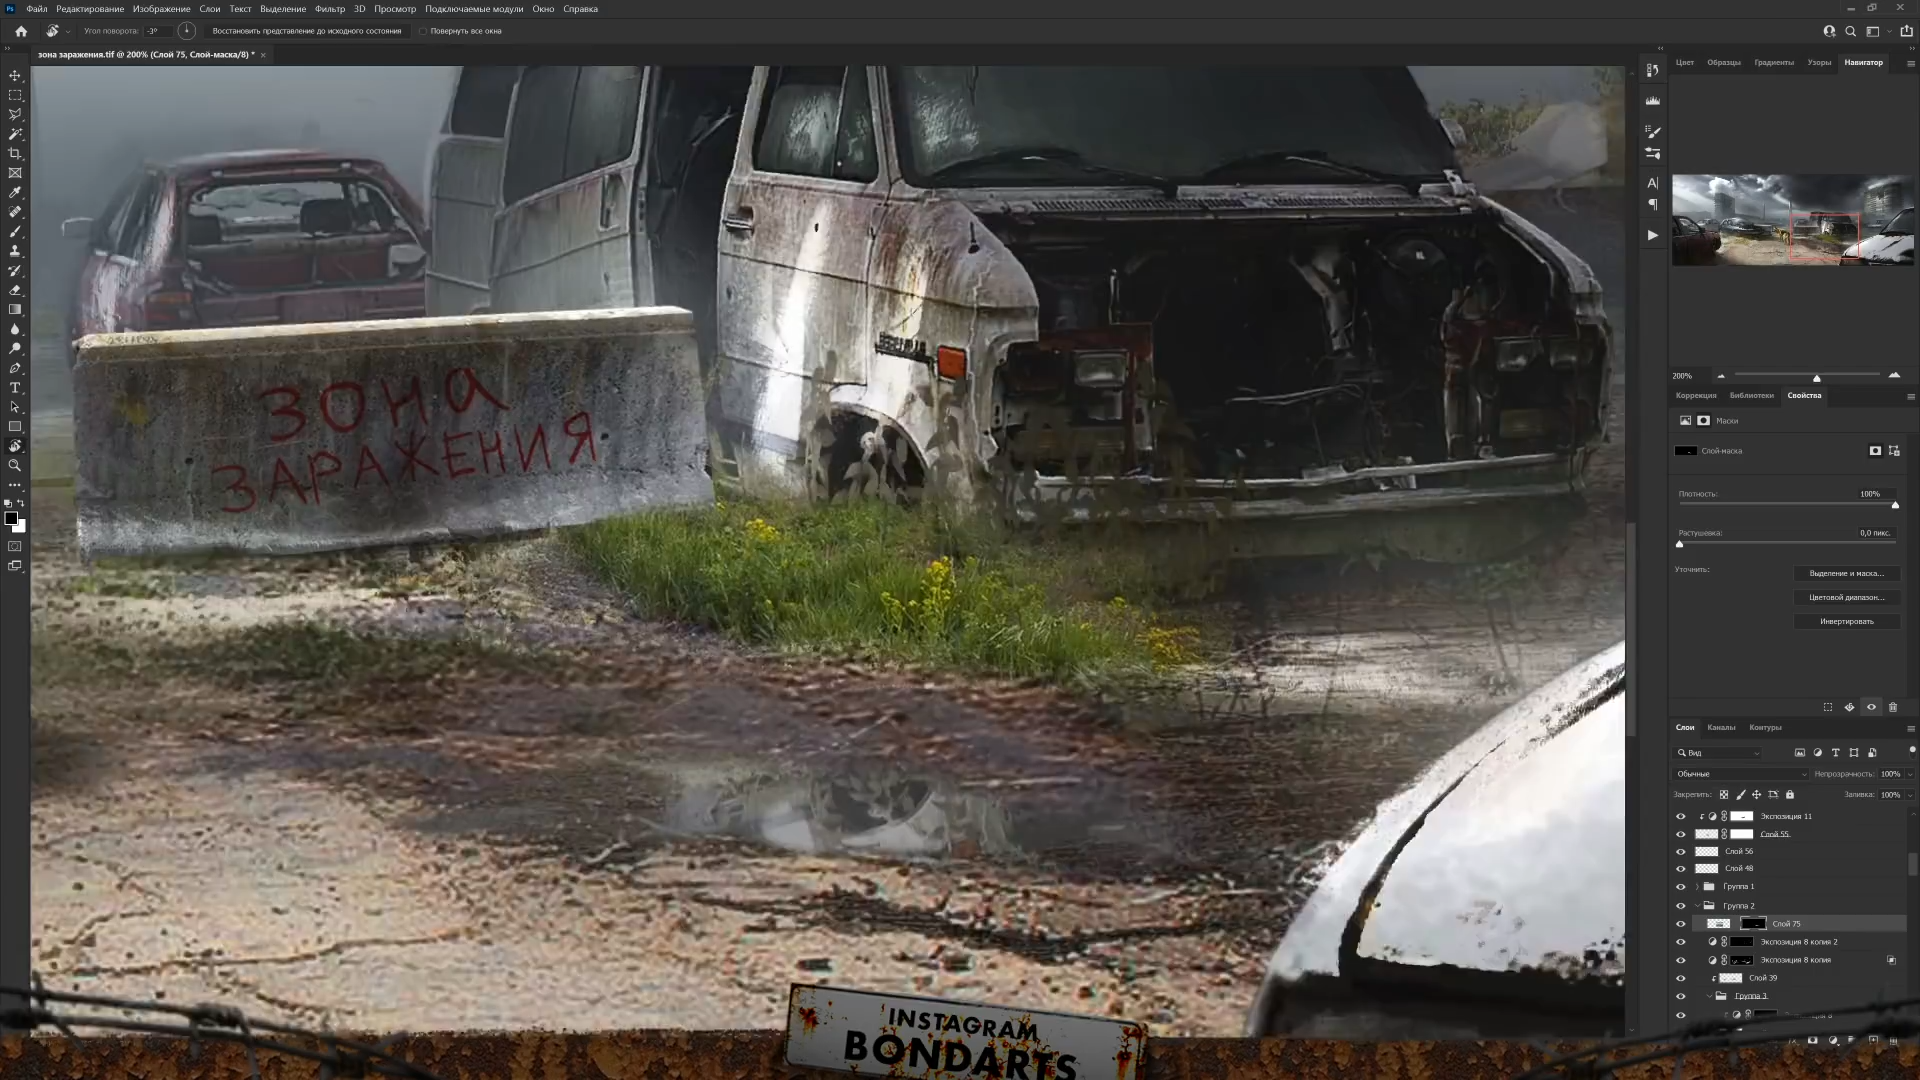 Файл Редактирование Изображение Слои Текст Выделение Фильтр 3D Просмотр Подключаемые модули Окно Справка
Угол поворота: -3° Восстановить представление до исходного состояния Повернуть все окна
зона заражения.tif @ 200% (Слой 75, Слой-маска/8) * ×
Цвет Образцы Градиенты Узоры Навигатор
200%
Коррекция Библиотеки Свойства
Маски
Слой-маска
Плотность: 100%
Растушевка: 0,0 пикс.
Уточнить:
Выделение и маска...
Цветовой диапазон...
Инвертировать
Слои Каналы Контуры
Вид
Обычные Непрозрачность: 100%
Закрепить: Заливка: 100%
Экспозиция 11
Слой 55
Слой 56
Слой 48
Группа 1
Группа 2
Слой 75
Экспозиция 8 копия 2
Экспозиция 8 копия
Слой 39
Группа 3
зона
ЗАРАЖЕНИЯ
INSTAGRAM
BONDARTS